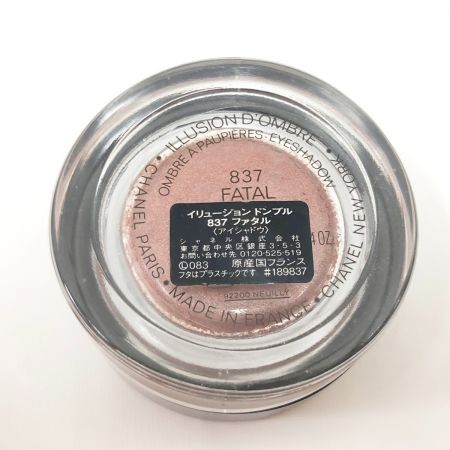 ILLUSION D'OMBRE
OMBRE À PAUPIÈRES-EYESHADOW
837
FATAL
イリュージョン ドンブル
837 ファタル
〈アイシャドウ〉
シャネル株式会社
東京都中央区銀座3-5-3
お問い合わせ先 0120-525-519
Ⓛ083 原産国フランス
フタはプラスチックです #189837
OZ.
92200 NEUILLY
CHANEL PARIS • MADE IN FRANCE • CHANEL NEW YORK